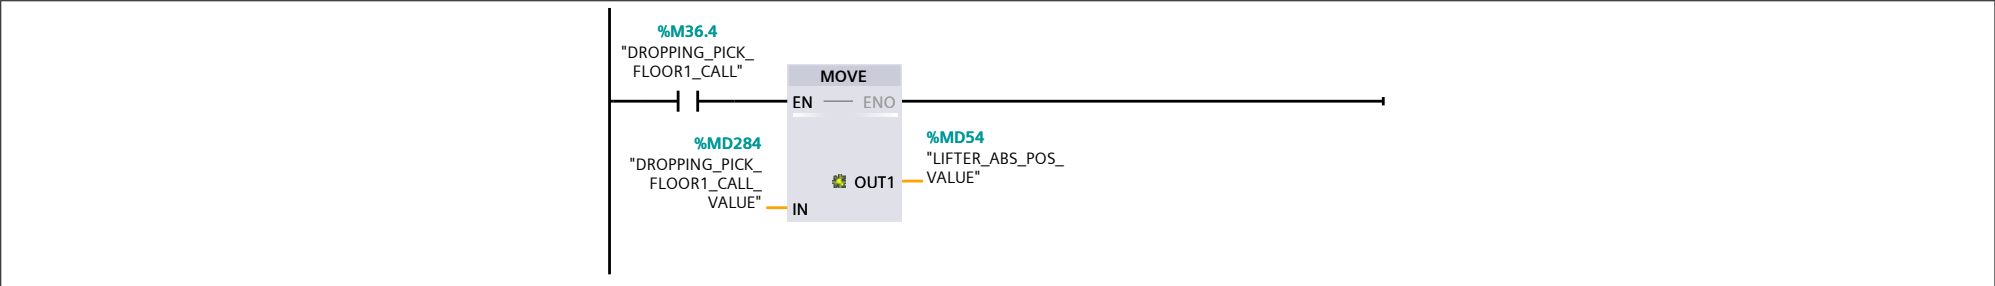 %M36.4
"DROPPING_PICK_
FLOOR1_CALL"
MOVE
EN
ENO
%MD284
"DROPPING_PICK_
FLOOR1_CALL_
VALUE"
IN
OUT1
%MD54
"LIFTER_ABS_POS_
VALUE"